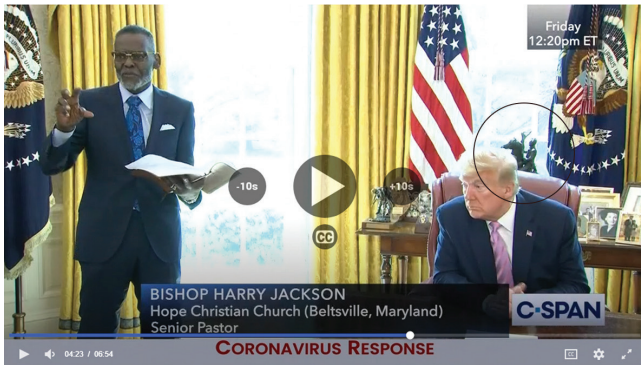 Friday
12:20pm ET
-10s
+10s
CC
BISHOP HARRY JACKSON
Hope Christian Church (Beltsville, Maryland)
Senior Pastor
C-SPAN
04:23 / 06:54
CORONAVIRUS RESPONSE
CC